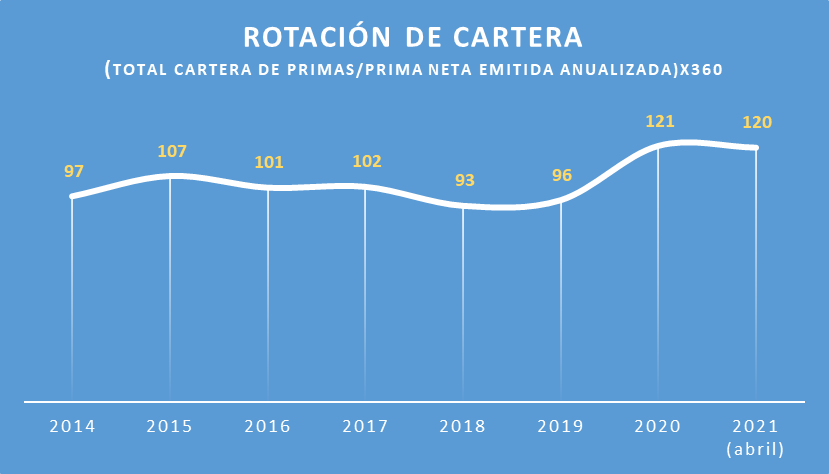 ROTACIÓN DE CARTERA
(TOTAL CARTERA DE PRIMAS/PRIMA NETA EMITIDA ANUALIZADA)X360
97 107 101 102 93 96 121 120
2014 2015 2016 2017 2018 2019 2020 2021
(abril)